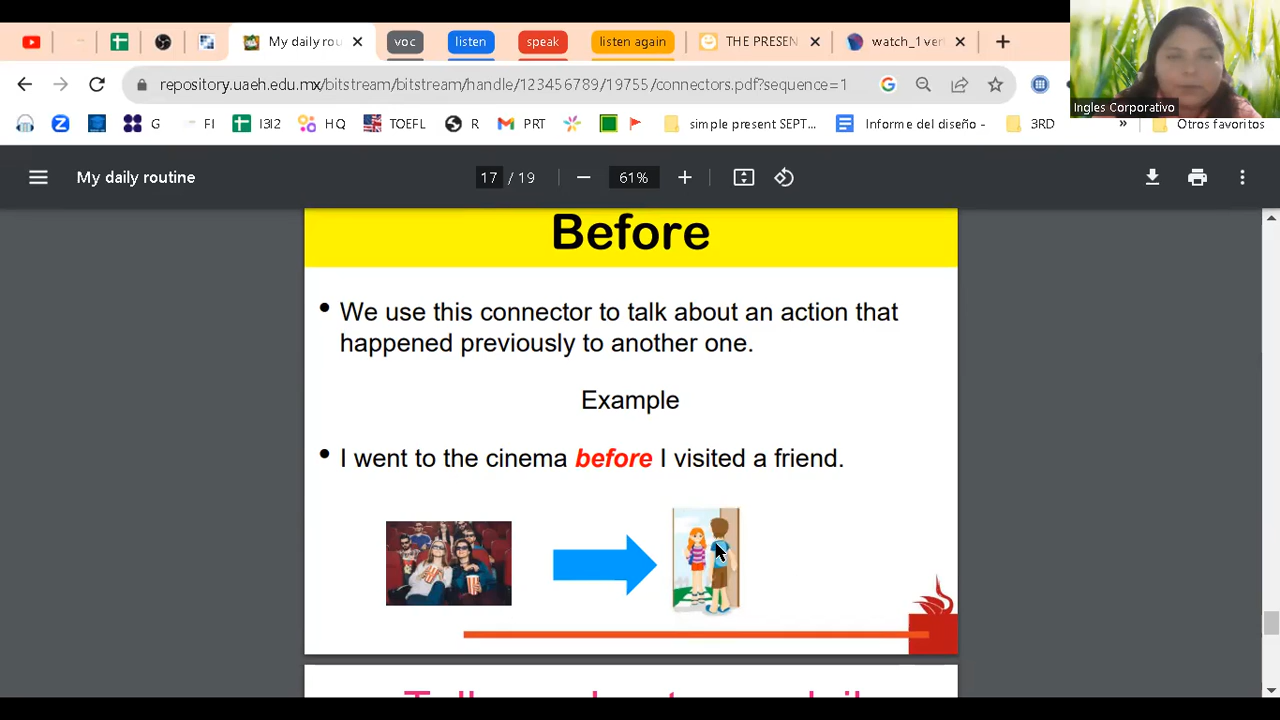 My daily rou
voc
listen
speak
listen again
THE PRESEN
watch_1 ver
repository.uaeh.edu.mx/bitstream/bitstream/handle/123456789/19755/connectors.pdf?sequence=1
Ingles Corporativo
G
FI
I3I2
HQ
TOEFL
R
PRT
simple present SEPT...
Informe del diseño -
3RD
»
Otros favoritos
My daily routine
17 / 19
61%
Before
• We use this connector to talk about an action that
happened previously to another one.
Example
• I went to the cinema before I visited a friend.